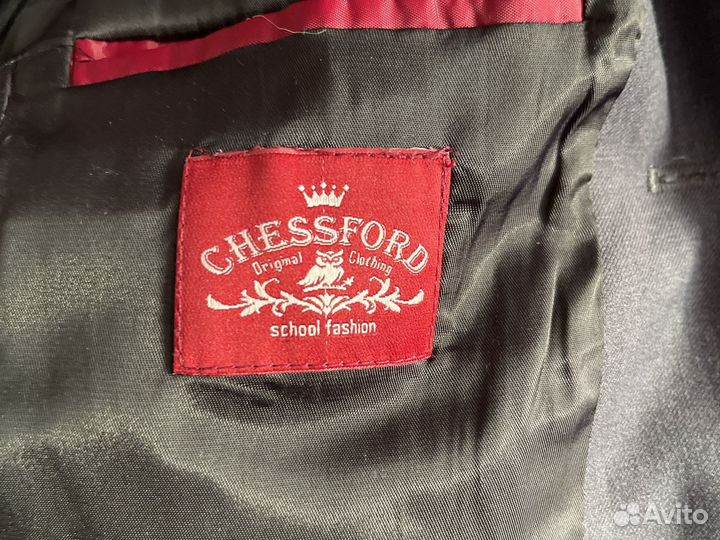 CHESSFORD
Original Clothing
school fashion
Avito